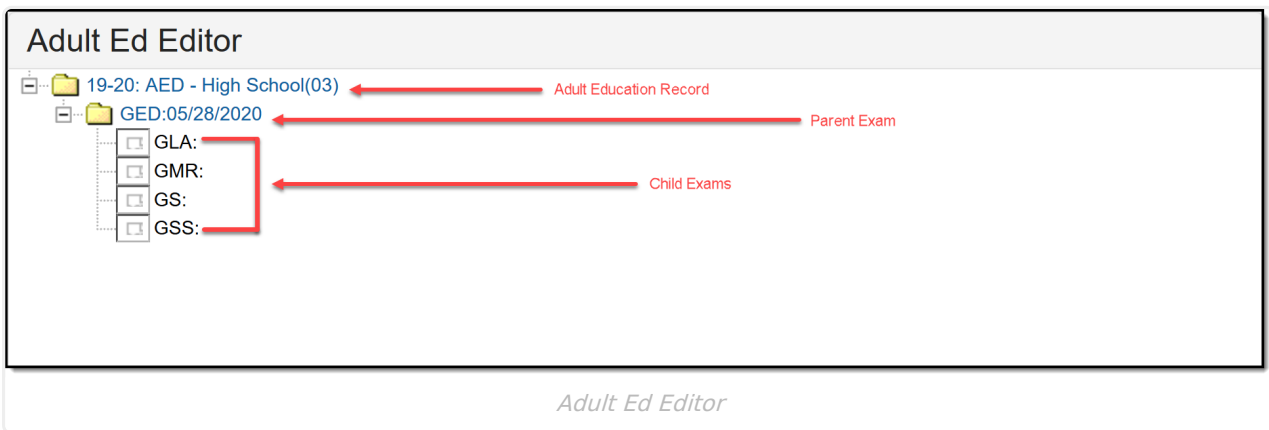 Adult Ed Editor
19-20: AED - High School(03)
Adult Education Record
GED:05/28/2020
Parent Exam
GLA:
GMR:
Child Exams
GS:
GSS:
Adult Ed Editor